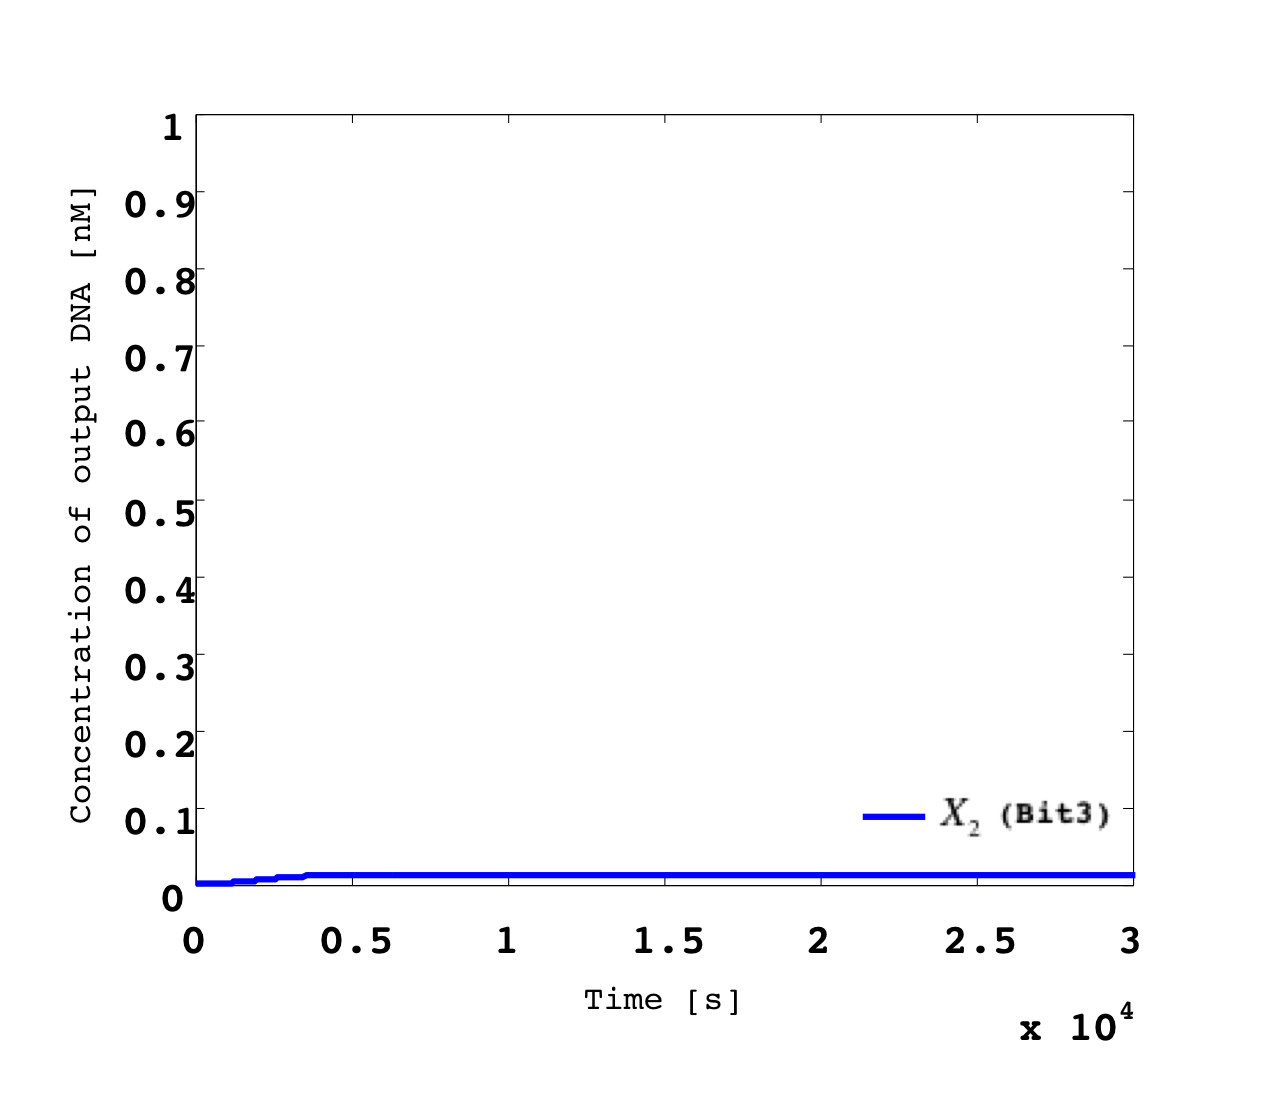 Concentration of output DNA [nM]
1
0.9
0.8
0.7
0.6
0.5
0.4
0.3
0.2
0.1
0
X₂ (Bit3)
0 0.5 1 1.5 2 2.5 3
Time [s]
x 10⁴